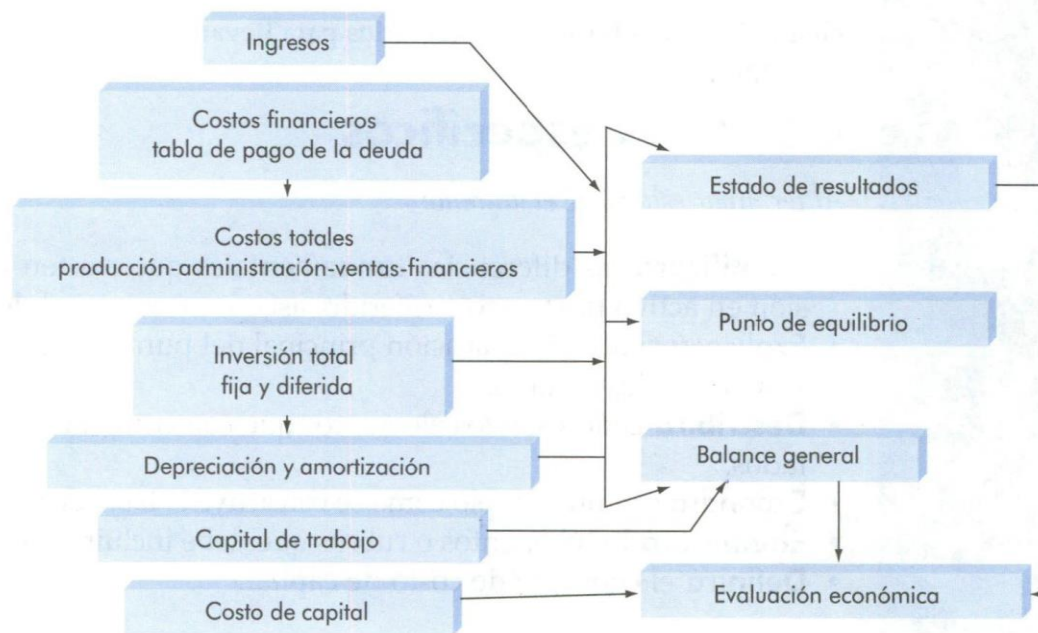 Ingresos
Costos financieros
tabla de pago de la deuda
Costos totales
producción-administración-ventas-financieros
Inversión total
fija y diferida
Depreciación y amortización
Capital de trabajo
Costo de capital
Estado de resultados
Punto de equilibrio
Balance general
Evaluación económica